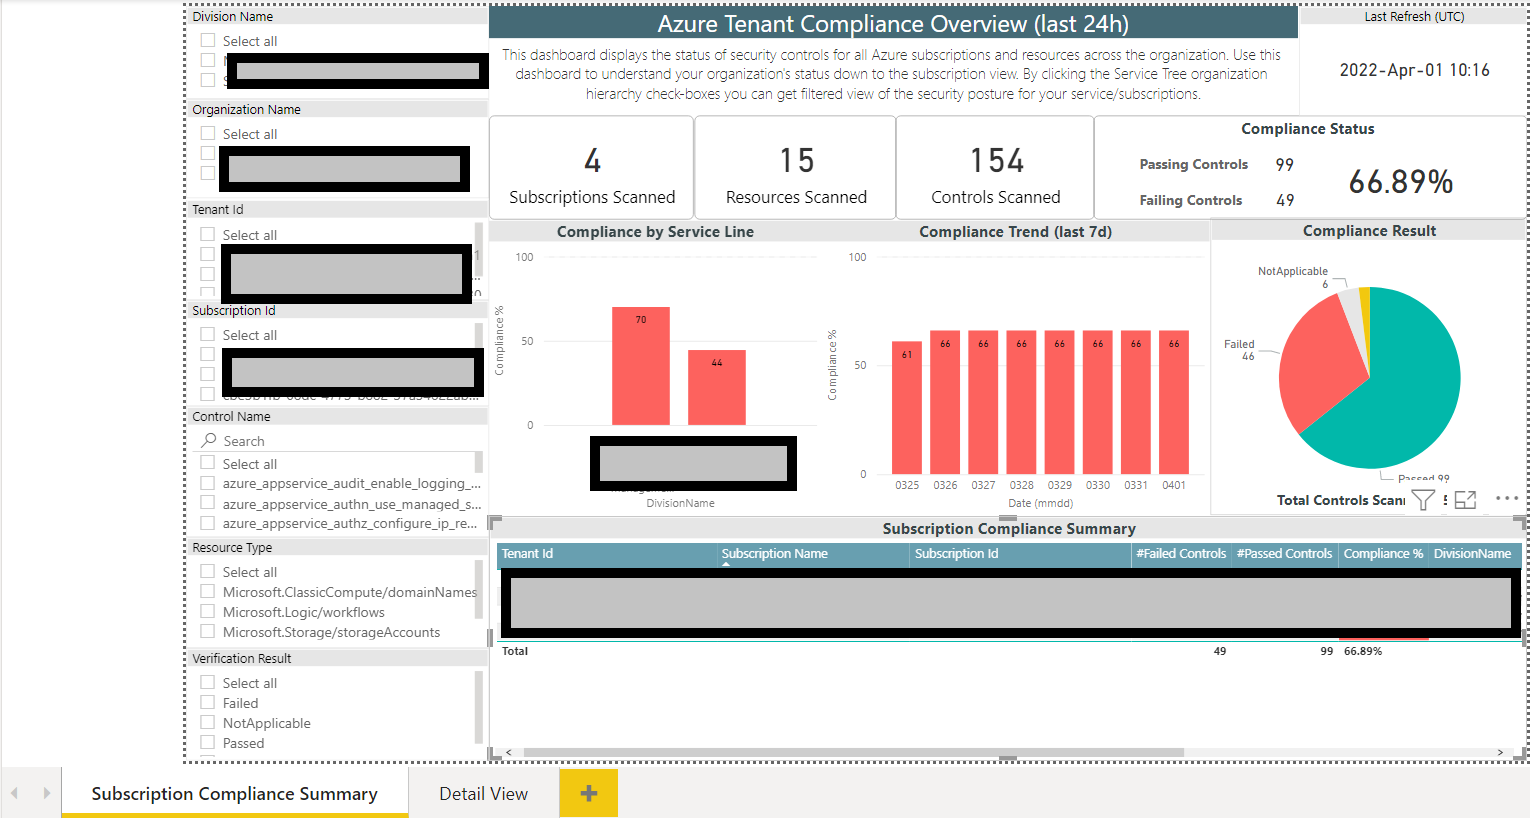 Division Name
Select all
Organization Name
Select all
Tenant Id
Select all
Subscription Id
Select all
Control Name
Search
Select all
azure_appservice_audit_enable_logging_...
azure_appservice_authn_use_managed_s...
azure_appservice_authz_configure_ip_re...
Resource Type
Select all
Microsoft.ClassicCompute/domainNames
Microsoft.Logic/workflows
Microsoft.Storage/storageAccounts
Verification Result
Select all
Failed
NotApplicable
Passed
Azure Tenant Compliance Overview (last 24h)
This dashboard displays the status of security controls for all Azure subscriptions and resources across the organization. Use this
dashboard to understand your organization's status down to the subscription view. By clicking the Service Tree organization
hierarchy check-boxes you can get filtered view of the security posture for your service/subscriptions.
Last Refresh (UTC)
2022-Apr-01 10:16
4
Subscriptions Scanned
15
Resources Scanned
154
Controls Scanned
Compliance Status
Passing Controls 99
Failing Controls 49
66.89%
Compliance by Service Line
Compliance %
100
50
0
70
44
DivisionName
Compliance Trend (last 7d)
Compliance %
100
50
0
61 66 66 66 66 66 66 66
0325 0326 0327 0328 0329 0330 0331 0401
Date (mmdd)
Compliance Result
NotApplicable
6
Failed
46
Passed 99
Total Controls Scan
Subscription Compliance Summary
Tenant Id Subscription Name Subscription Id #Failed Controls #Passed Controls Compliance % DivisionName
Total 49 99 66.89%
Subscription Compliance Summary
Detail View